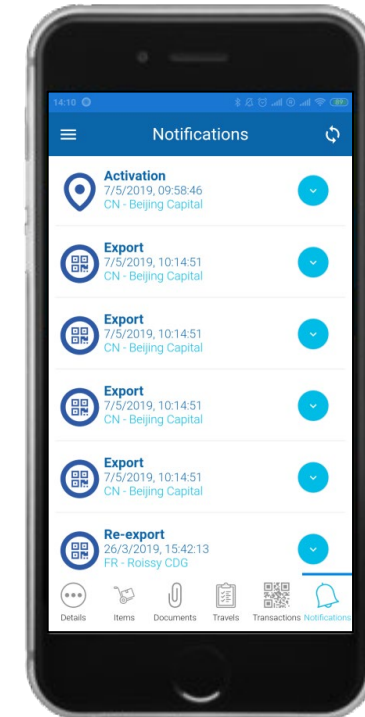 14:10
Notifications
Activation
7/5/2019, 09:58:46
CN - Beijing Capital
Export
7/5/2019, 10:14:51
CN - Beijing Capital
Export
7/5/2019, 10:14:51
CN - Beijing Capital
Export
7/5/2019, 10:14:51
CN - Beijing Capital
Export
7/5/2019, 10:14:51
CN - Beijing Capital
Re-export
26/3/2019, 15:42:13
FR - Roissy CDG
Details Items Documents Travels Transactions Notifications